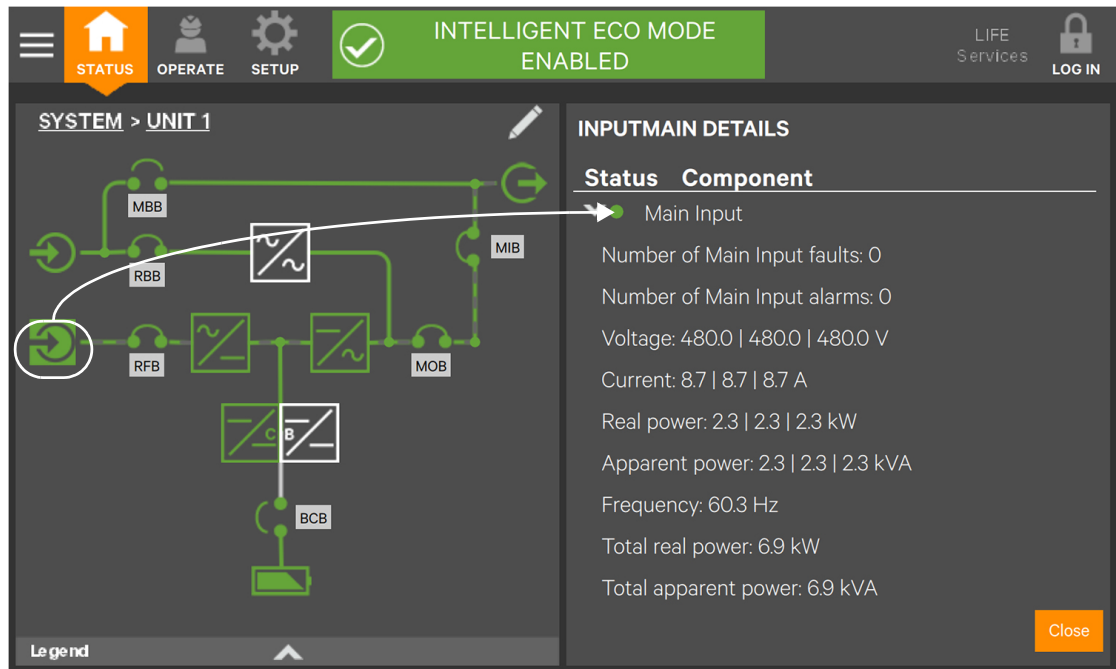 INTELLIGENT ECO MODE
ENABLED
STATUS
OPERATE
SETUP
LIFE
Services
LOG IN
SYSTEM > UNIT 1
MBB
RBB
MIB
RFB
MOB
C
B
BCB
Legend
INPUTMAIN DETAILS
Status Component
Main Input
Number of Main Input faults: 0
Number of Main Input alarms: 0
Voltage: 480.0 | 480.0 | 480.0 V
Current: 8.7 | 8.7 | 8.7 A
Real power: 2.3 | 2.3 | 2.3 kW
Apparent power: 2.3 | 2.3 | 2.3 kVA
Frequency: 60.3 Hz
Total real power: 6.9 kW
Total apparent power: 6.9 kVA
Close